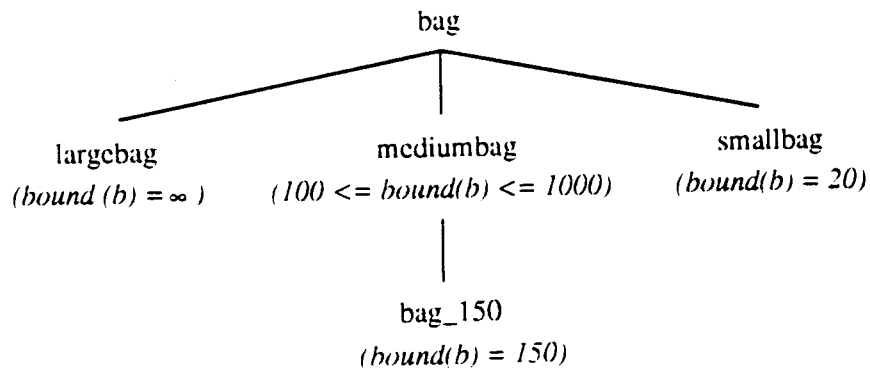 bag
largebag
mediumbag
smallbag
(bound (b) = ∞ )
(100 <= bound(b) <= 1000)
(bound(b) = 20)
bag_150
(bound(b) = 150)